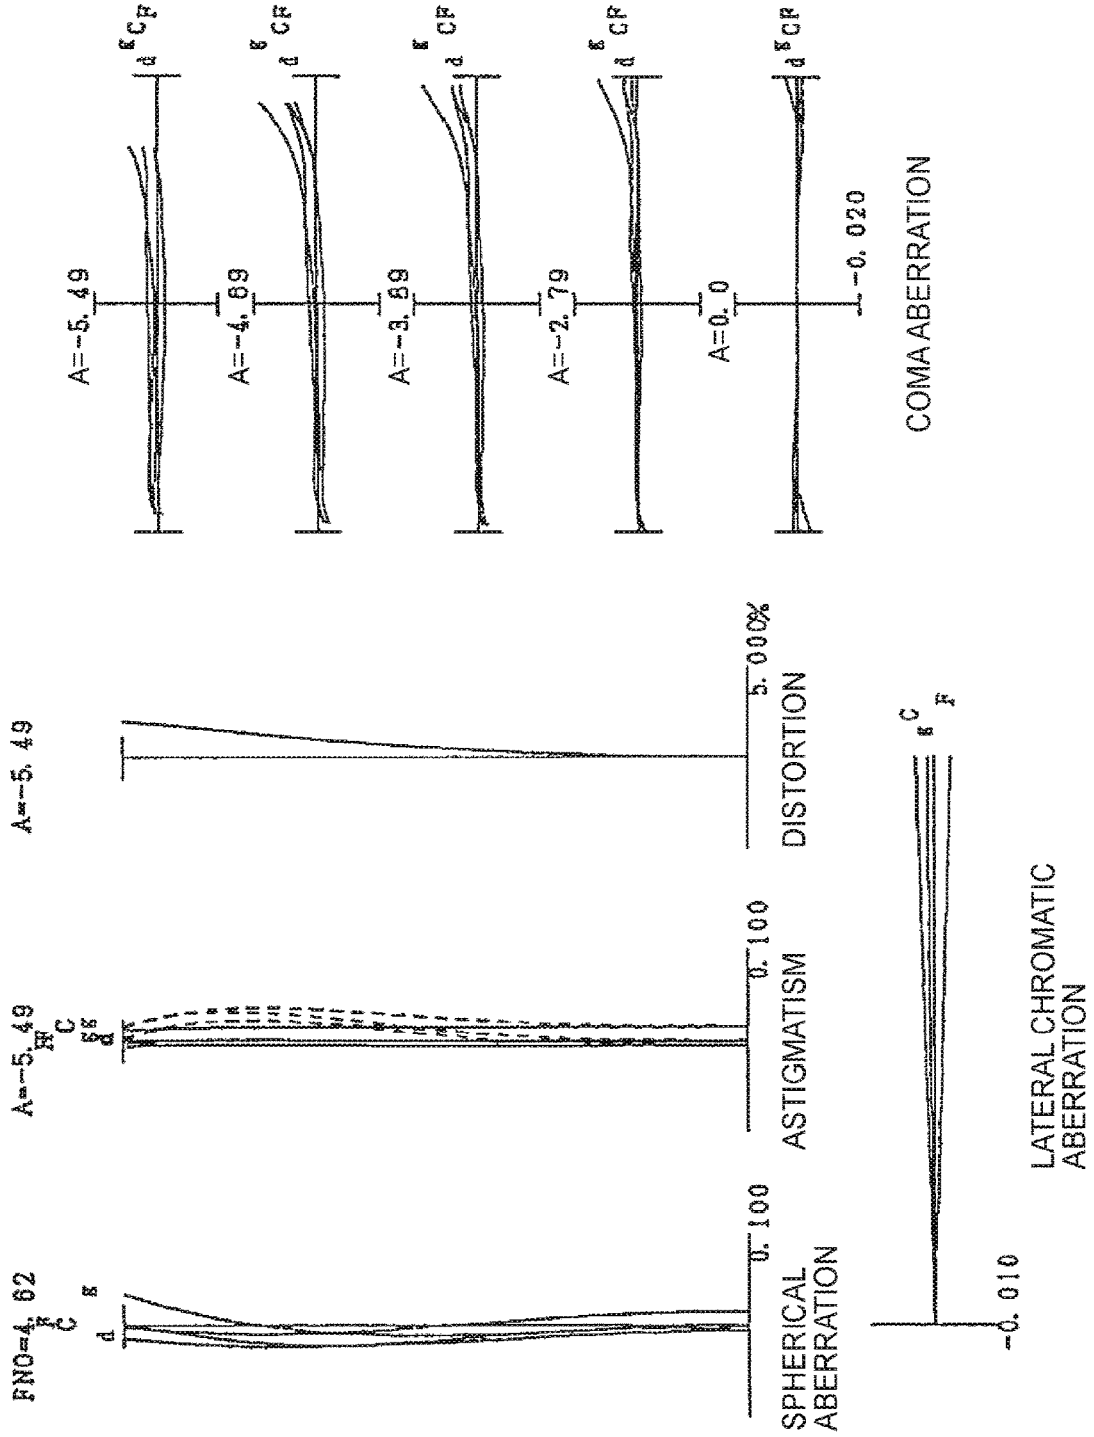 FNO=4. 62
F
C
d
g
0. 100
SPHERICAL
ABERRATION
A=-5. 49
F
C
g
d
0. 100
ASTIGMATISM
A=-5. 49
5. 000%
DISTORTION
A=-5. 49
d g C F
A=-4. 69
d g C F
A=-3. 89
d g C F
A=-2. 79
d g C F
A=0. 0
d g C F
-0. 020
COMA ABERRATION
g C
F
-0. 010
LATERAL CHROMATIC
ABERRATION